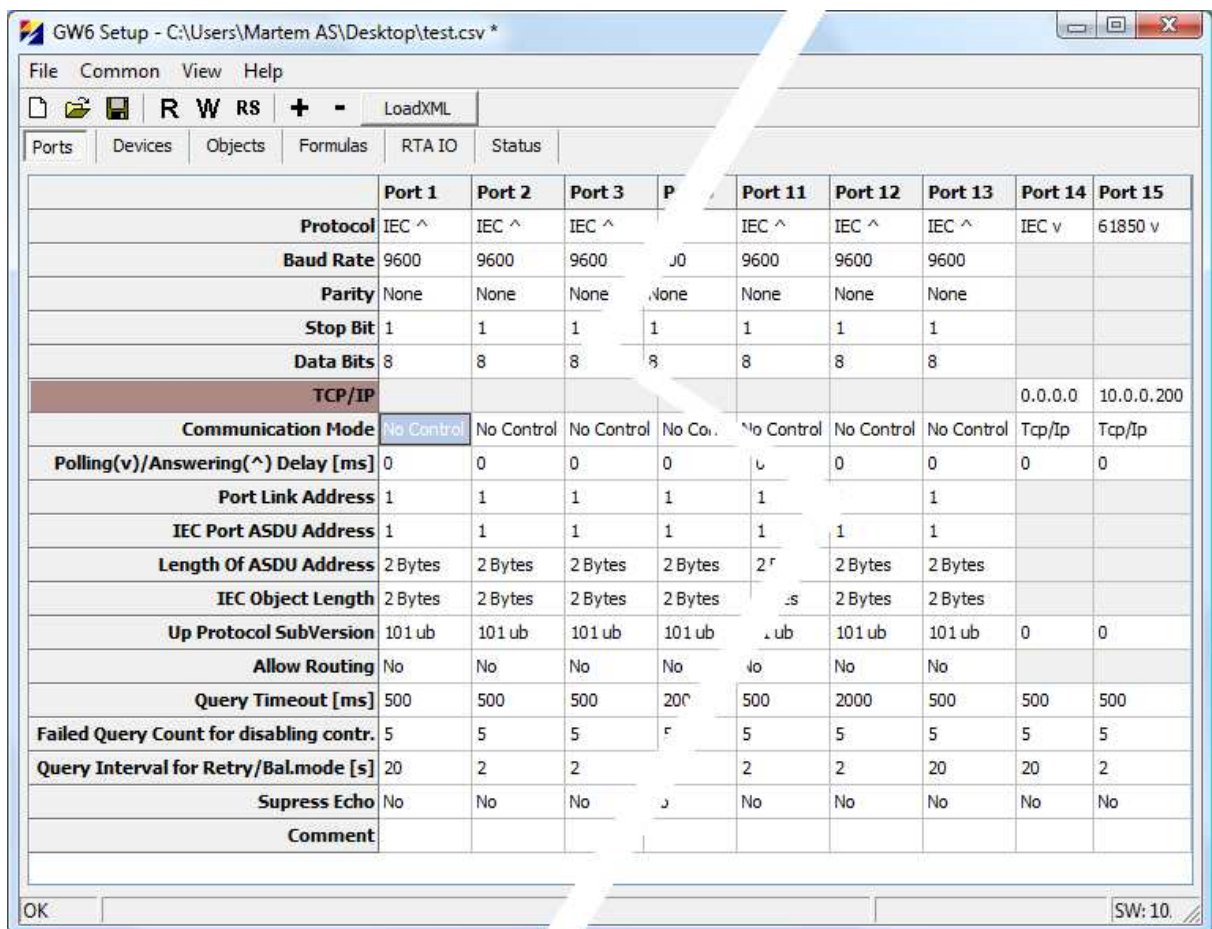 GW6 Setup - C:\Users\Martem AS\Desktop\test.csv *
File Common View Help
R W RS + - LoadXML
Ports Devices Objects Formulas RTA IO Status
Port 1 Port 2 Port 3 Port 11 Port 12 Port 13 Port 14 Port 15
Protocol IEC ^ IEC ^ IEC ^ IEC ^ IEC ^ IEC ^ IEC v 61850 v
Baud Rate 9600 9600 9600 9600 9600 9600
Parity None None None None None None None
Stop Bit 1 1 1 1 1 1 1
Data Bits 8 8 8 8 8 8 8
TCP/IP 0.0.0.0 10.0.0.200
Communication Mode No Control No Control No Control No No Control No Control No Control Tcp/Ip Tcp/Ip
Polling(v)/Answering(^) Delay [ms] 0 0 0 0 0 0 0 0
Port Link Address 1 1 1 1 1 1
IEC Port ASDU Address 1 1 1 1 1 1 1
Length Of ASDU Address 2 Bytes 2 Bytes 2 Bytes 2 Bytes 2 2 Bytes 2 Bytes
IEC Object Length 2 Bytes 2 Bytes 2 Bytes 2 Bytes 2 Bytes 2 Bytes
Up Protocol SubVersion 101 ub 101 ub 101 ub 101 ub ub 101 ub 101 ub 0 0
Allow Routing No No No No No No No
Query Timeout [ms] 500 500 500 500 2000 500 500 500
Failed Query Count for disabling contr. 5 5 5 5 5 5 5 5
Query Interval for Retry/Bal.mode [s] 20 2 2 2 2 20 20 2
Supress Echo No No No No No No No No
Comment
OK SW: 10.